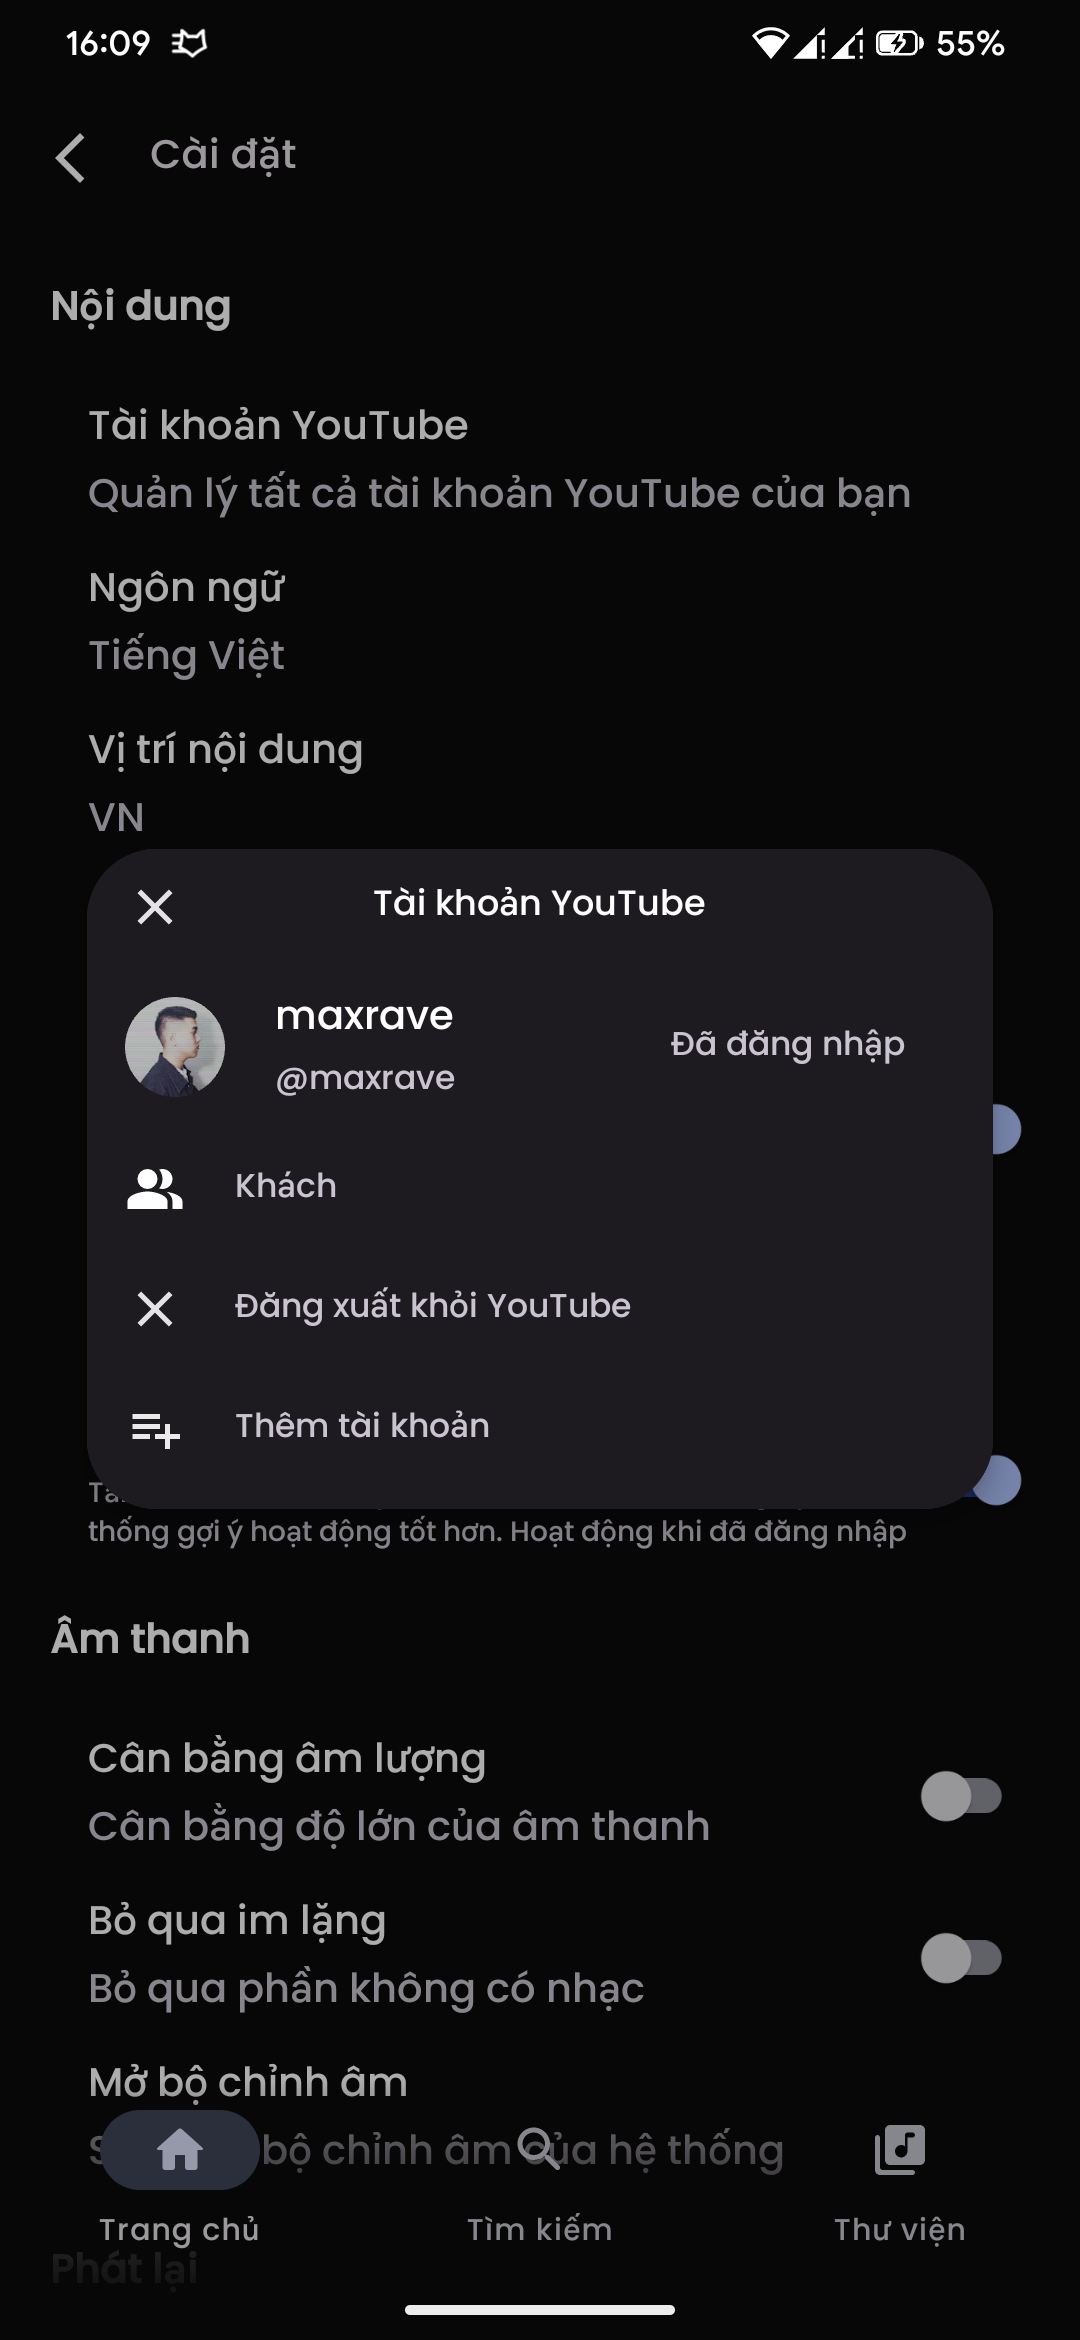 16:09
55%
Cài đặt
Nội dung
Tài khoản YouTube
Quản lý tất cả tài khoản YouTube của bạn
Ngôn ngữ
Tiếng Việt
Vị trí nội dung
VN
Tài khoản YouTube
maxrave
@maxrave
Đã đăng nhập
Khách
Đăng xuất khỏi YouTube
Thêm tài khoản
thống gợi ý hoạt động tốt hơn. Hoạt động khi đã đăng nhập
Âm thanh
Cân bằng âm lượng
Cân bằng độ lớn của âm thanh
Bỏ qua im lặng
Bỏ qua phần không có nhạc
Mở bộ chỉnh âm
bộ chỉnh âm của hệ thống
Trang chủ
Tìm kiếm
Thư viện
Phát lại